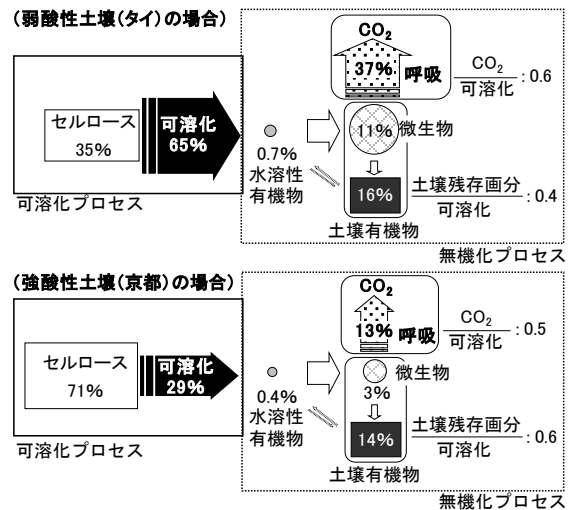 (弱酸性土壌(タイ)の場合)
CO2
37% 呼吸
CO2
可溶化
: 0.6
セルロース
35%
可溶化
65%
11% 微生物
0.7%
水溶性
有機物
16%
土壌残存画分
可溶化
: 0.4
土壌有機物
可溶化プロセス
無機化プロセス
(強酸性土壌(京都)の場合)
CO2
13% 呼吸
CO2
可溶化
: 0.5
セルロース
71%
可溶化
29%
微生物
3%
0.4%
水溶性
有機物
14%
土壌残存画分
可溶化
: 0.6
土壌有機物
可溶化プロセス
無機化プロセス